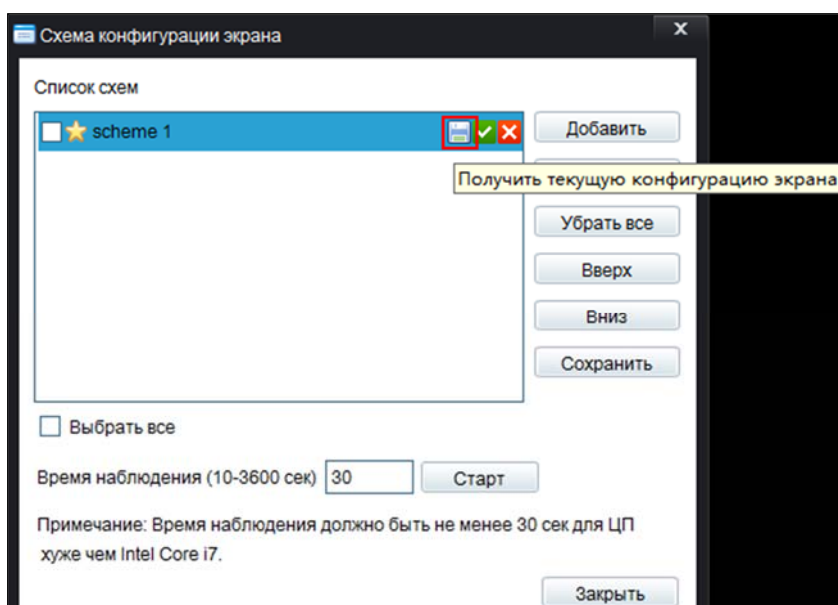 Схема конфигурации экрана
Список схем
scheme 1
Добавить
Получить текущую конфигурацию экрана
Убрать все
Вверх
Вниз
Сохранить
Выбрать все
Время наблюдения (10-3600 сек) 30 Старт
Примечание: Время наблюдения должно быть не менее 30 сек для ЦП
хуже чем Intel Core i7.
Закрыть